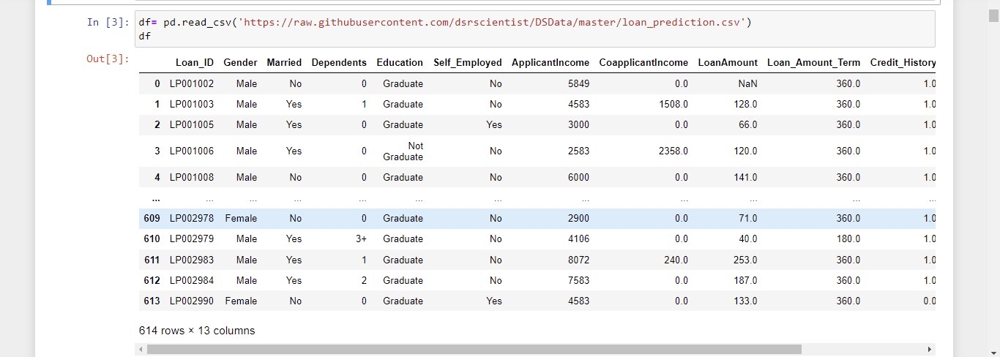 In [3]: df= pd.read_csv('https://raw.githubusercontent.com/dsrscientist/DSData/master/loan_prediction.csv')
df
Out[3]:
Loan_ID Gender Married Dependents Education Self_Employed ApplicantIncome CoapplicantIncome LoanAmount Loan_Amount_Term Credit_History
0 LP001002 Male No 0 Graduate No 5849 0.0 NaN 360.0 1.0
1 LP001003 Male Yes 1 Graduate No 4583 1508.0 128.0 360.0 1.0
2 LP001005 Male Yes 0 Graduate Yes 3000 0.0 66.0 360.0 1.0
3 LP001006 Male Yes 0 Not Graduate No 2583 2358.0 120.0 360.0 1.0
4 LP001008 Male No 0 Graduate No 6000 0.0 141.0 360.0 1.0
... ... ... ... ... ... ... ... ... ... ... ...
609 LP002978 Female No 0 Graduate No 2900 0.0 71.0 360.0 1.0
610 LP002979 Male Yes 3+ Graduate No 4106 0.0 40.0 180.0 1.0
611 LP002983 Male Yes 1 Graduate No 8072 240.0 253.0 360.0 1.0
612 LP002984 Male Yes 2 Graduate No 7583 0.0 187.0 360.0 1.0
613 LP002990 Female No 0 Graduate Yes 4583 0.0 133.0 360.0 0.0
614 rows × 13 columns